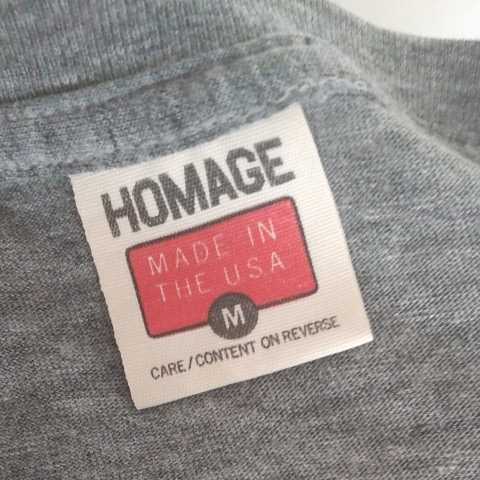 HOMAGE
MADE IN
THE USA
M
CARE/CONTENT ON REVERSE